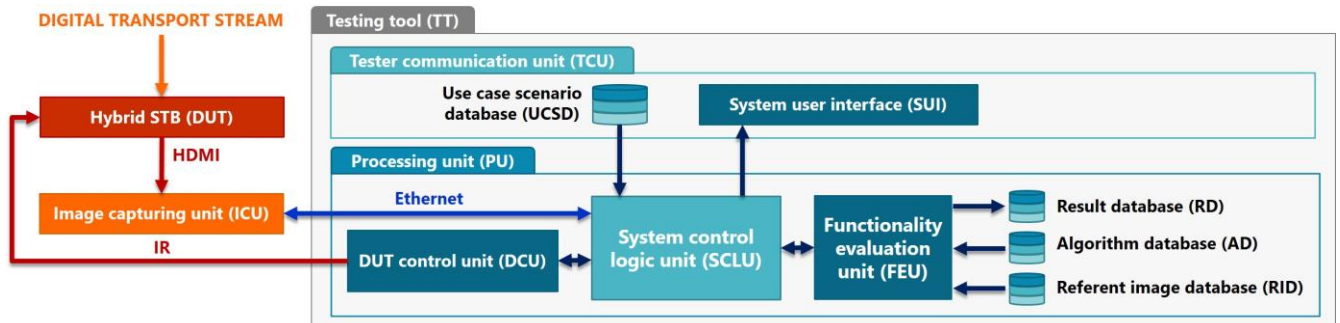 DIGITAL TRANSPORT STREAM
Testing tool (TT)
Tester communication unit (TCU)
Use case scenario
database (UCSD)
System user interface (SUI)
Hybrid STB (DUT)
HDMI
Processing unit (PU)
Image capturing unit (ICU)
Ethernet
IR
DUT control unit (DCU)
System control
logic unit (SCLU)
Functionality
evaluation
unit (FEU)
Result database (RD)
Algorithm database (AD)
Referent image database (RID)